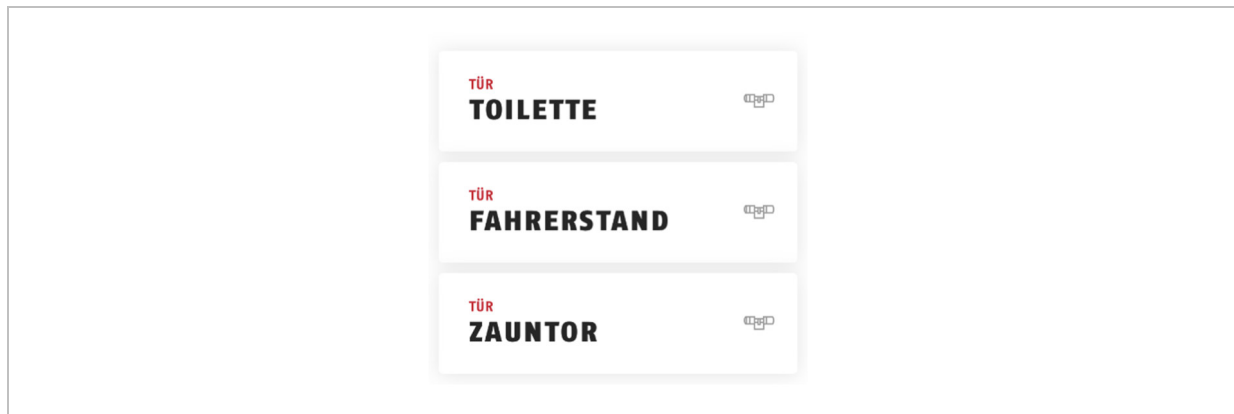 TÜR
TOILETTE
TÜR
FAHRERSTAND
TÜR
ZAUNTOR